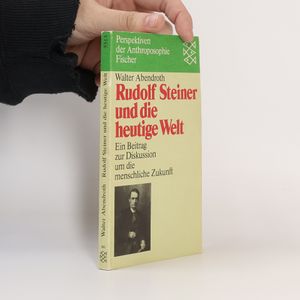 Perspektiven
der Anthroposophie
Fischer
Walter Abendroth
Rudolf Steiner
und die
heutige Welt
Ein Beitrag
zur Diskussion
um die
menschliche Zukunft
Walter Abendroth Rudolf Steiner und die heutige Welt